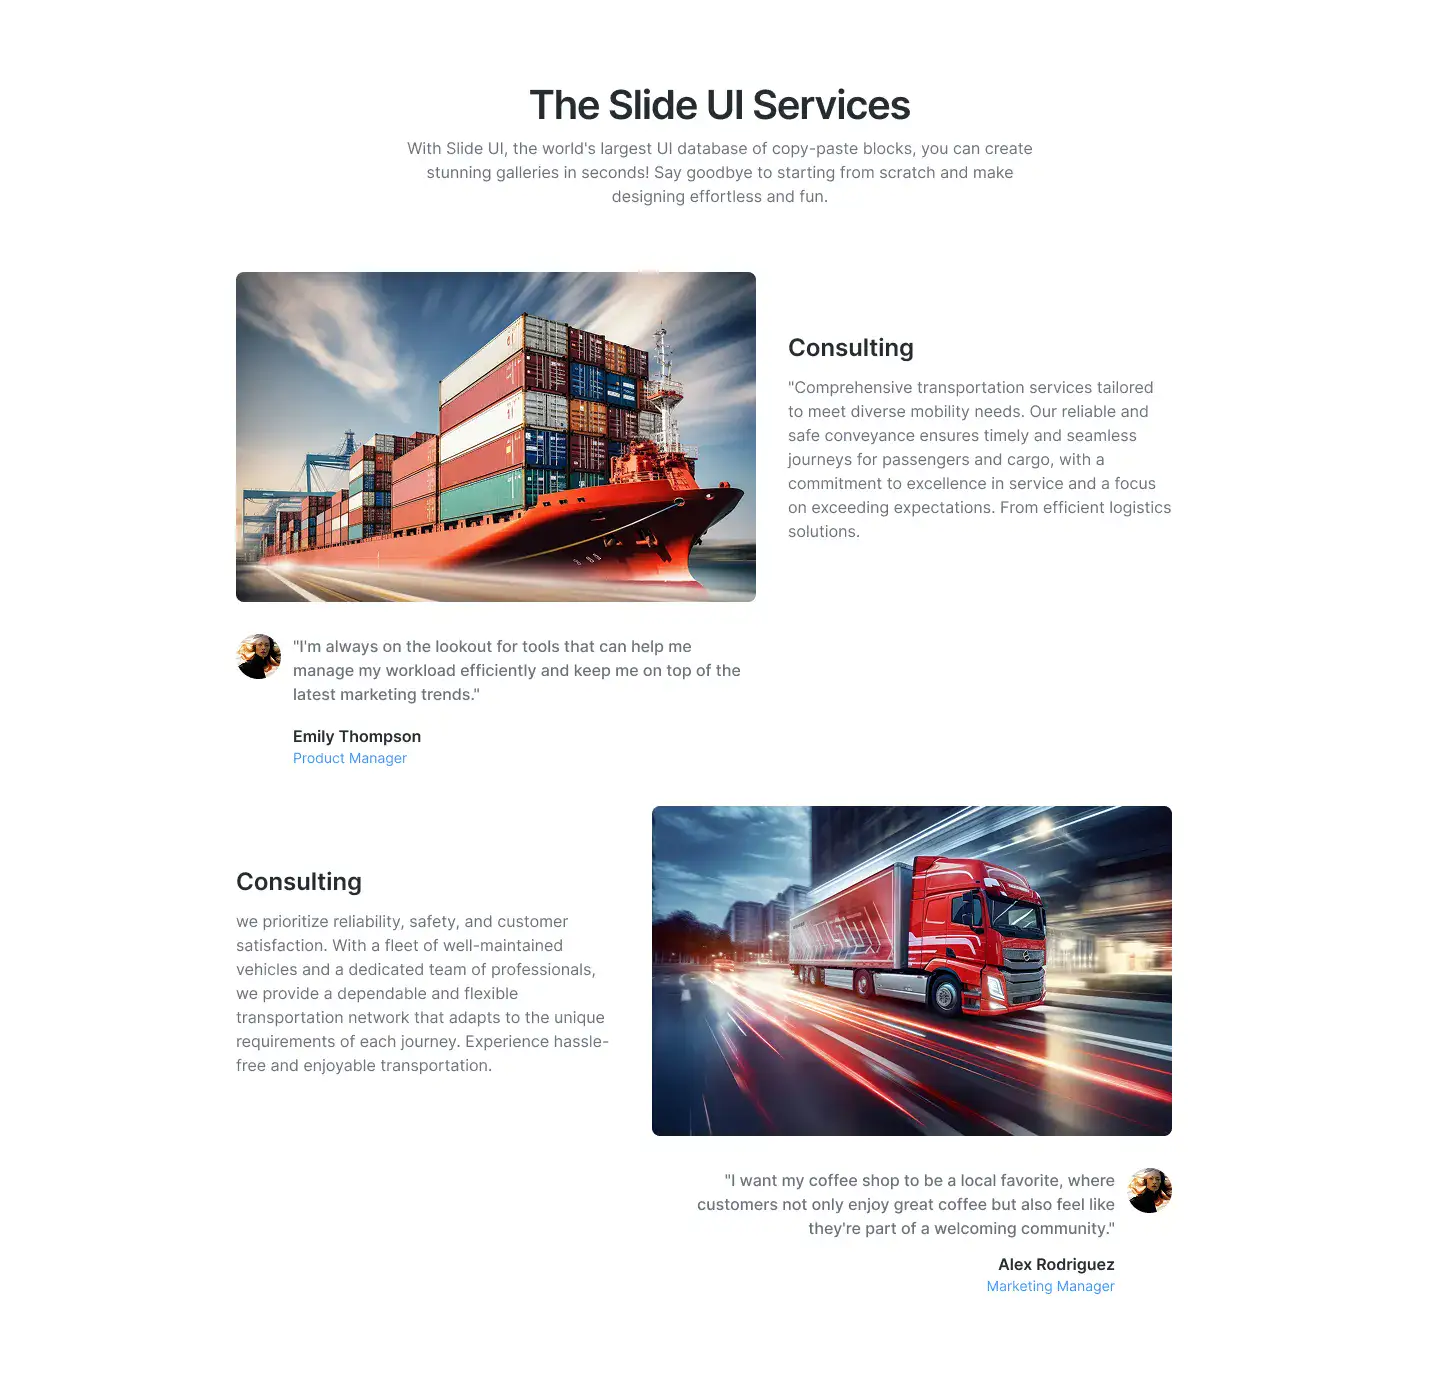 The Slide UI Services
With Slide UI, the world's largest UI database of copy-paste blocks, you can create
stunning galleries in seconds! Say goodbye to starting from scratch and make
designing effortless and fun.
Consulting
"Comprehensive transportation services tailored
to meet diverse mobility needs. Our reliable and
safe conveyance ensures timely and seamless
journeys for passengers and cargo, with a
commitment to excellence in service and a focus
on exceeding expectations. From efficient logistics
solutions.
"I'm always on the lookout for tools that can help me
manage my workload efficiently and keep me on top of the
latest marketing trends."
Emily Thompson
Product Manager
Consulting
we prioritize reliability, safety, and customer
satisfaction. With a fleet of well-maintained
vehicles and a dedicated team of professionals,
we provide a dependable and flexible
transportation network that adapts to the unique
requirements of each journey. Experience hassle-
free and enjoyable transportation.
"I want my coffee shop to be a local favorite, where
customers not only enjoy great coffee but also feel like
they're part of a welcoming community."
Alex Rodriguez
Marketing Manager